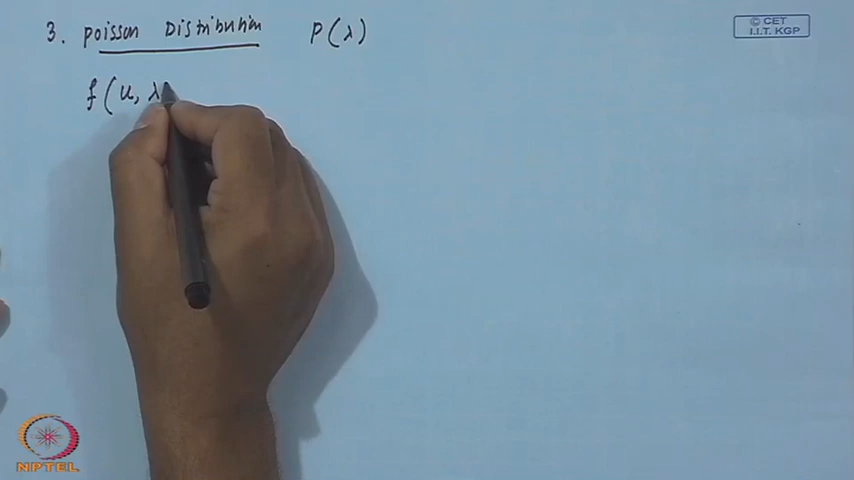 3. Poisson Distribution P(λ)
© CET
I.I.T. KGP
f(u, λ
NPTEL